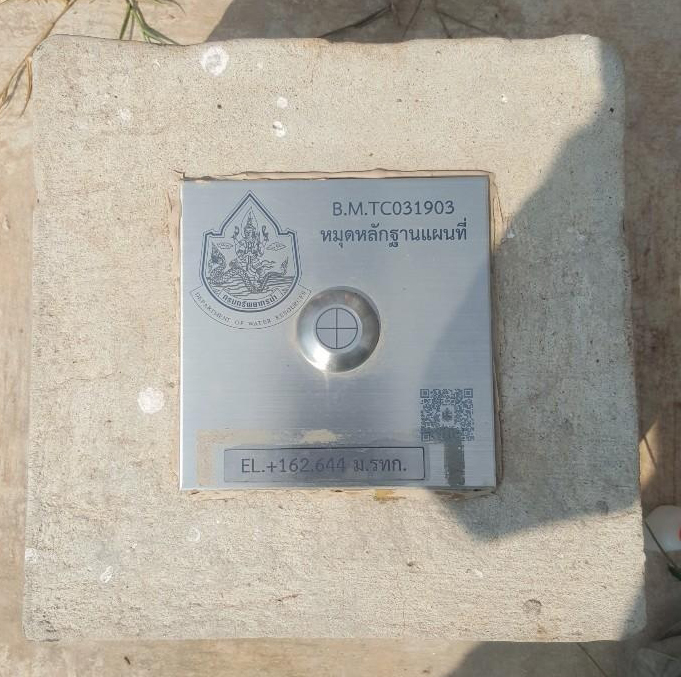 B.M.TC031903
หมุดหลักฐานแผนที่
กรมทรัพยากรน้ำ
DEPARTMENT OF WATER RESOURCES
EL.+162.644 ม.รทก.